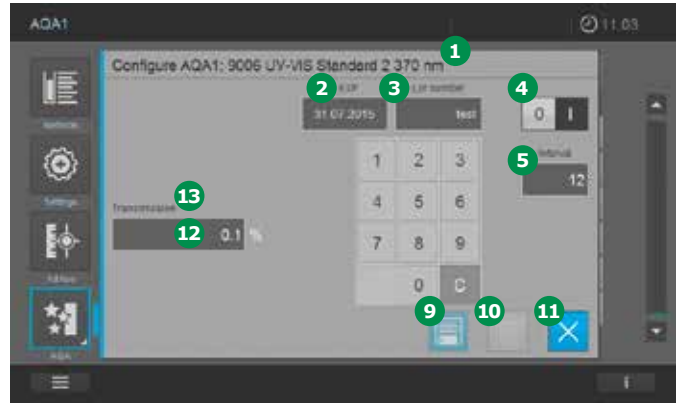 AQA1
11:03
Configure AQA1: 9006 UV-VIS Standard 2 370 nm
1
2
3
Lot number
4
31.07.2015
test
0 I
5
Interval
12
1 2 3
13
Transmission
4 5 6
Settings
12
0.1 %
7 8 9
0 C
9
10
11
AQA
i